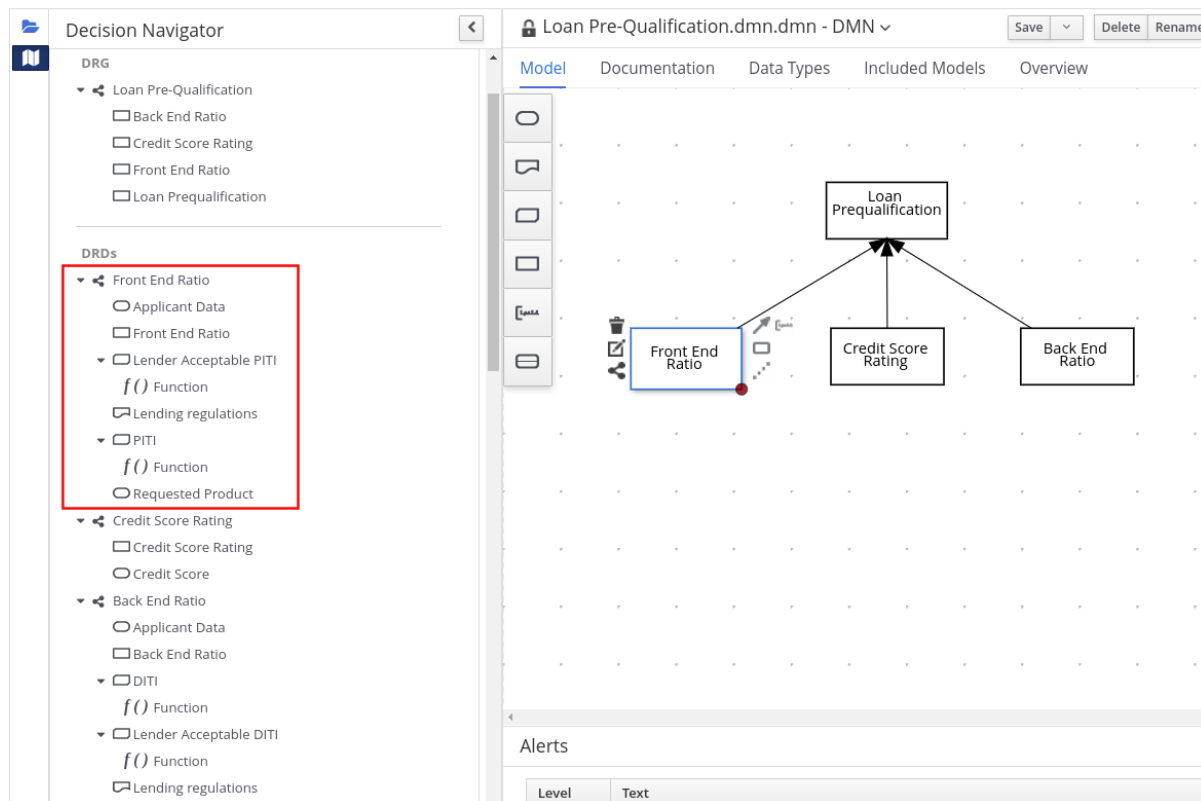 Decision Navigator
DRG
Loan Pre-Qualification
Back End Ratio
Credit Score Rating
Front End Ratio
Loan Prequalification
DRDs
Front End Ratio
Applicant Data
Front End Ratio
Lender Acceptable PITI
f ( ) Function
Lending regulations
PITI
f ( ) Function
Requested Product
Credit Score Rating
Credit Score Rating
Credit Score
Back End Ratio
Applicant Data
Back End Ratio
DITI
f ( ) Function
Lender Acceptable DITI
f ( ) Function
Lending regulations
Loan Pre-Qualification.dmn.dmn - DMN
Save
Delete
Rename
Model Documentation Data Types Included Models Overview
Loan
Prequalification
Front End
Ratio
Credit Score
Rating
Back End
Ratio
Alerts
Level Text